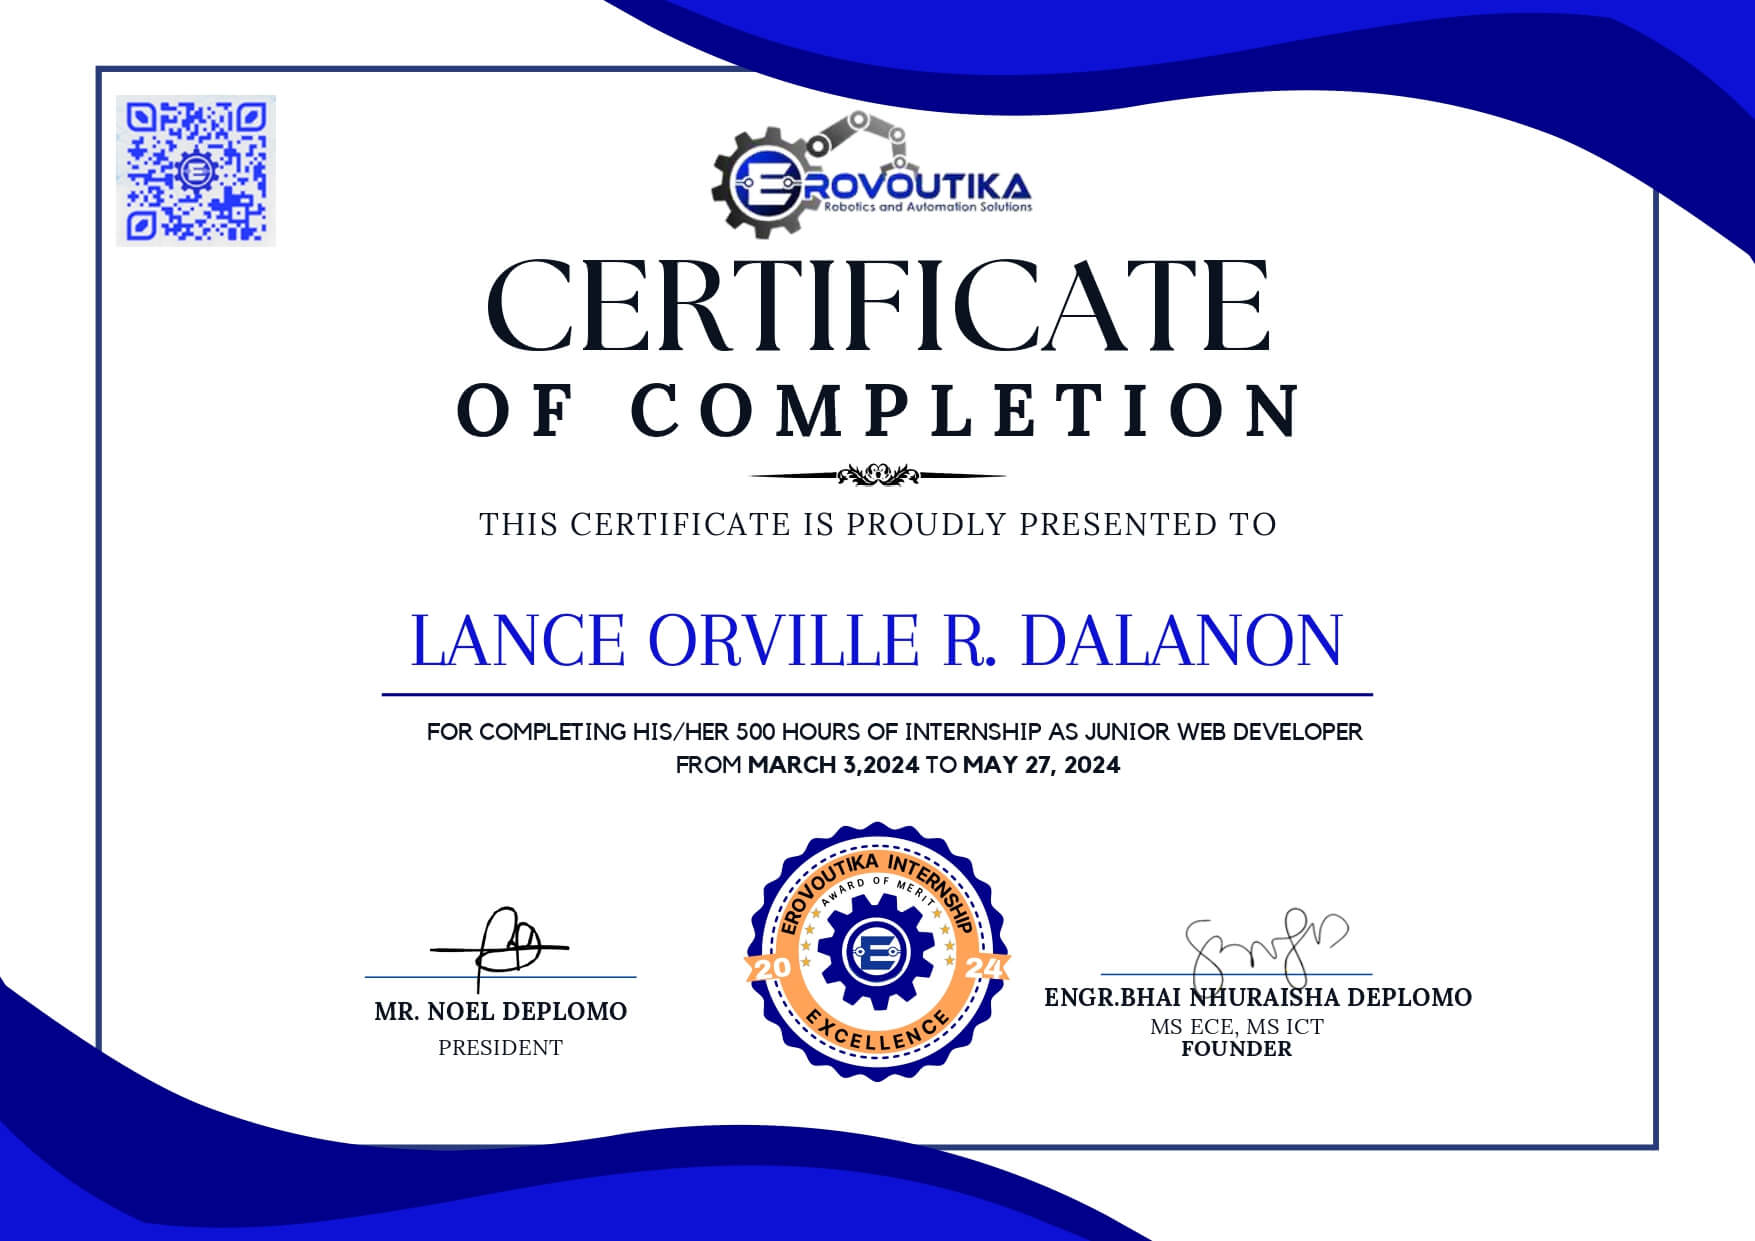 EROVOUTIKA
Robotics and Automation Solutions
CERTIFICATE
OF COMPLETION
THIS CERTIFICATE IS PROUDLY PRESENTED TO
LANCE ORVILLE R. DALANON
FOR COMPLETING HIS/HER 500 HOURS OF INTERNSHIP AS JUNIOR WEB DEVELOPER
FROM MARCH 3,2024 TO MAY 27, 2024
EROVOUTIKA INTERNSHIP
AWARD OF MERIT
E
20 24
EXCELLENCE
MR. NOEL DEPLOMO
PRESIDENT
ENGR.BHAI NHURAISHA DEPLOMO
MS ECE, MS ICT
FOUNDER